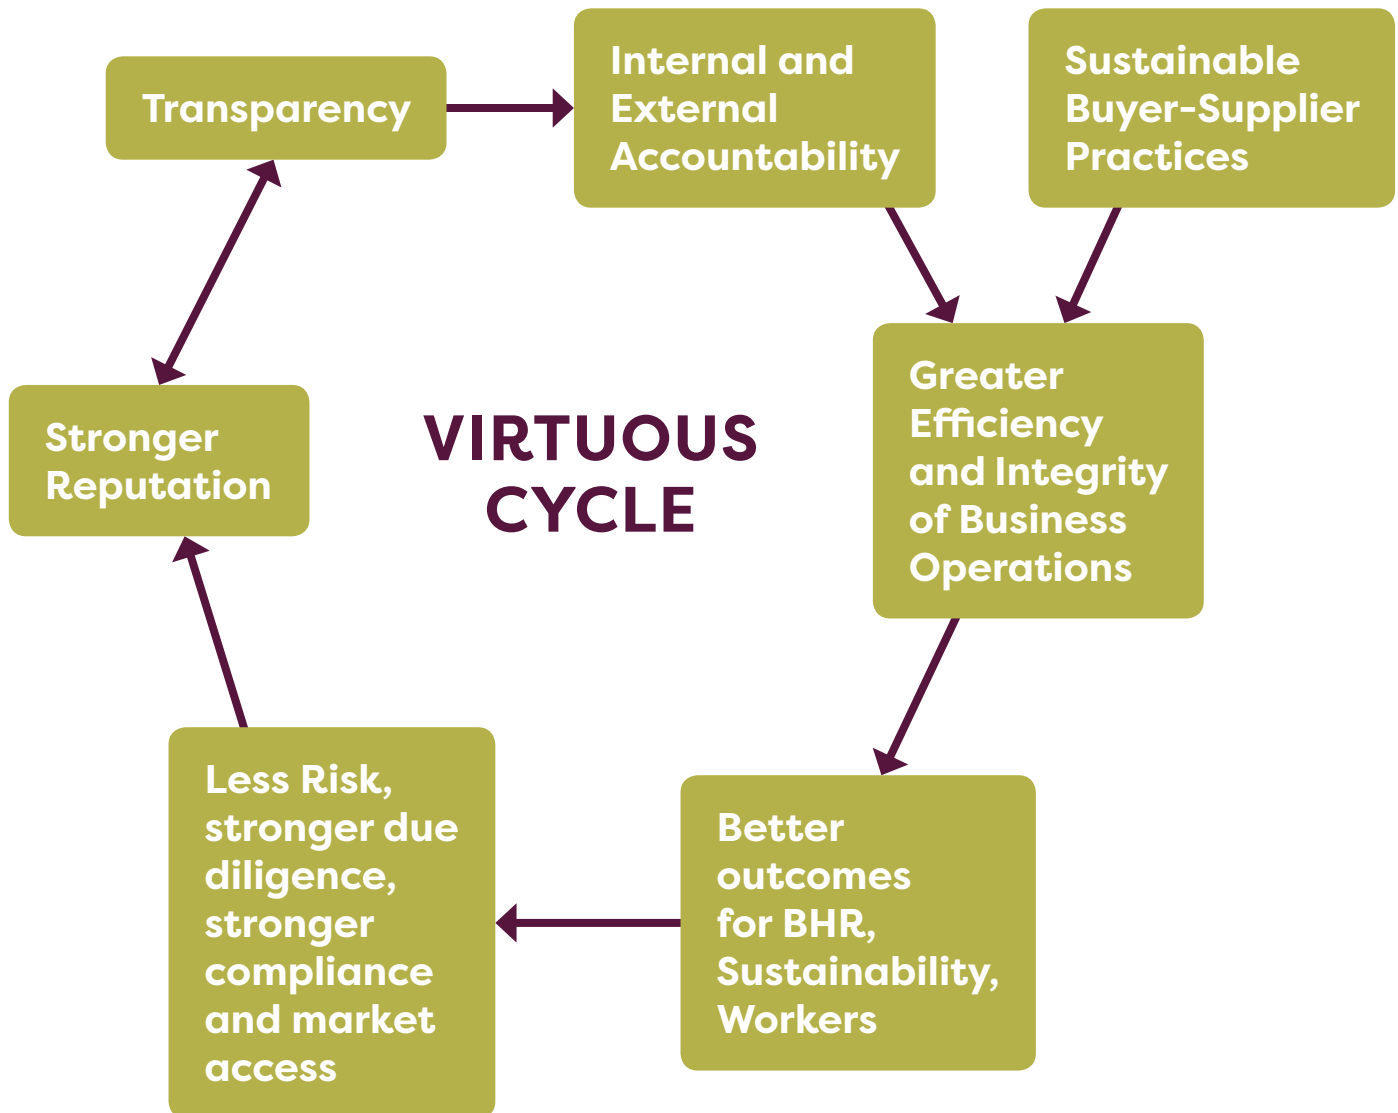 Transparency
Internal and
External
Accountability
Sustainable
Buyer-Supplier
Practices
Greater
Efficiency
and Integrity
of Business
Operations
Better
outcomes
for BHR,
Sustainability,
Workers
Less Risk,
stronger due
diligence,
stronger
compliance
and market
access
Stronger
Reputation
VIRTUOUS
CYCLE